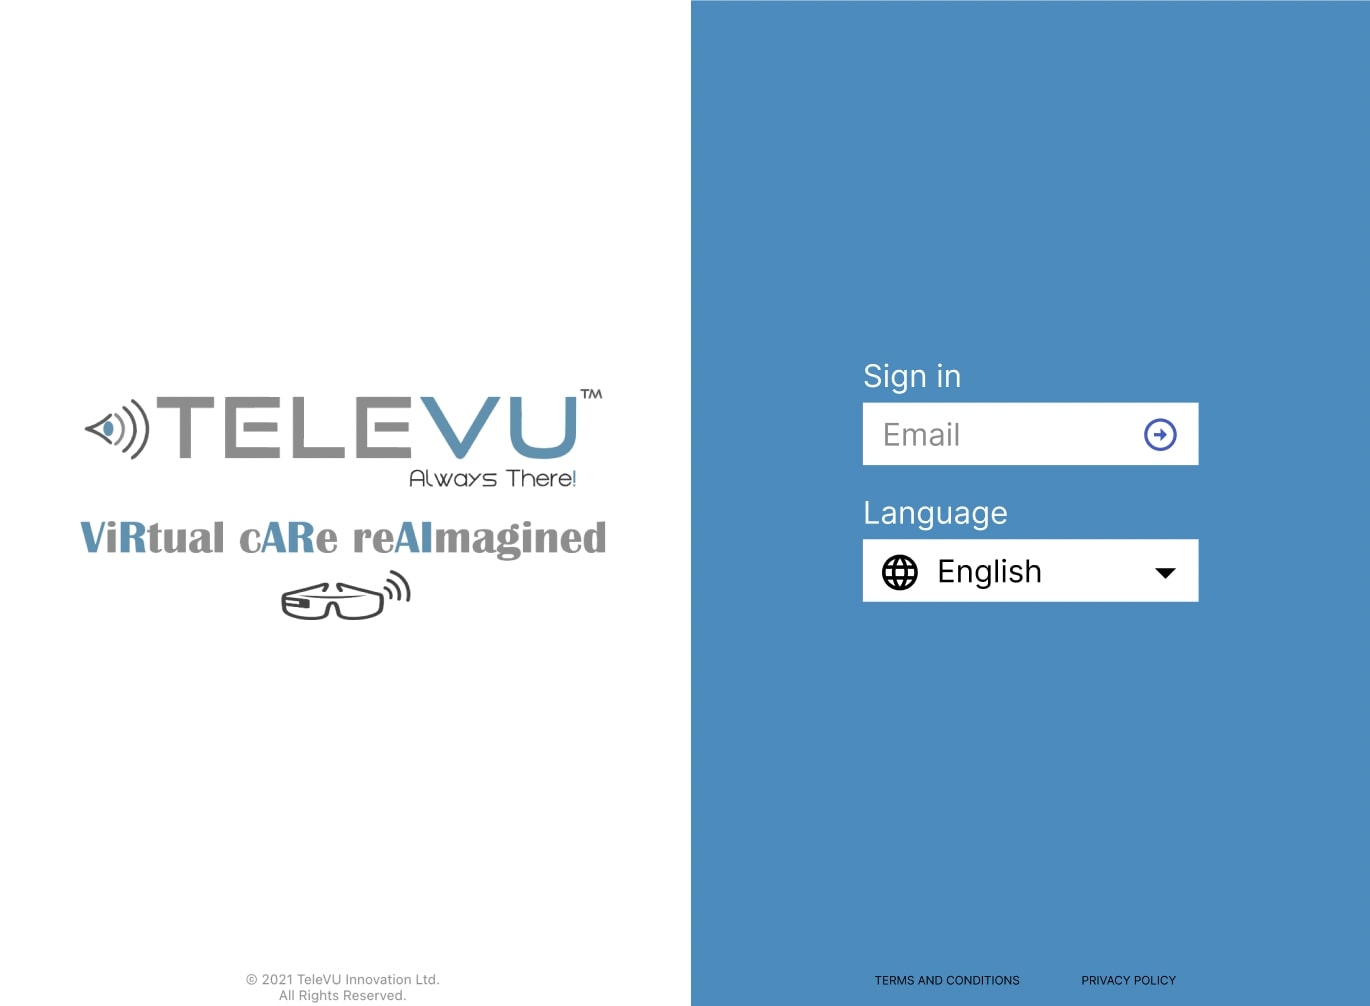 TELEVU™
Always There!
ViRtual cARe reAImagined
© 2021 TeleVU Innovation Ltd.
All Rights Reserved.
Sign in
Email
Language
English
TERMS AND CONDITIONS PRIVACY POLICY